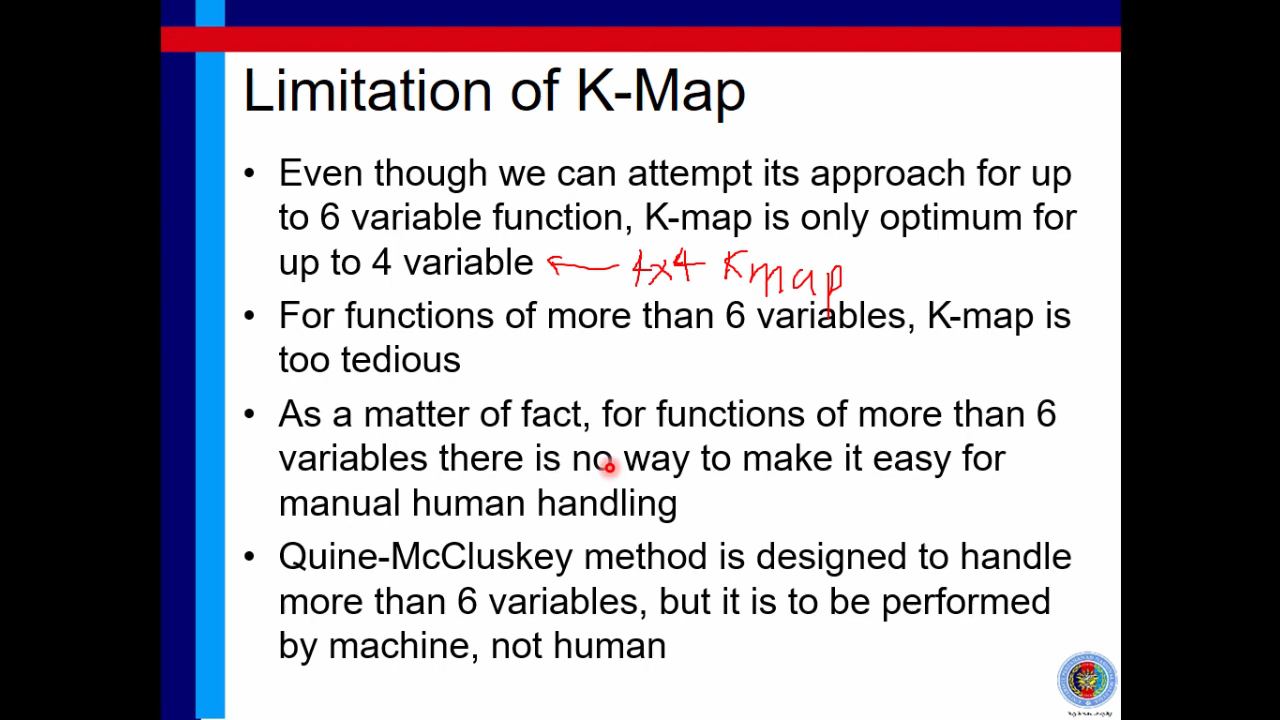 Limitation of K-Map
• Even though we can attempt its approach for up
to 6 variable function, K-map is only optimum for
up to 4 variable ← 4x4 Kmap
• For functions of more than 6 variables, K-map is
too tedious
• As a matter of fact, for functions of more than 6
variables there is no way to make it easy for
manual human handling
• Quine-McCluskey method is designed to handle
more than 6 variables, but it is to be performed
by machine, not human